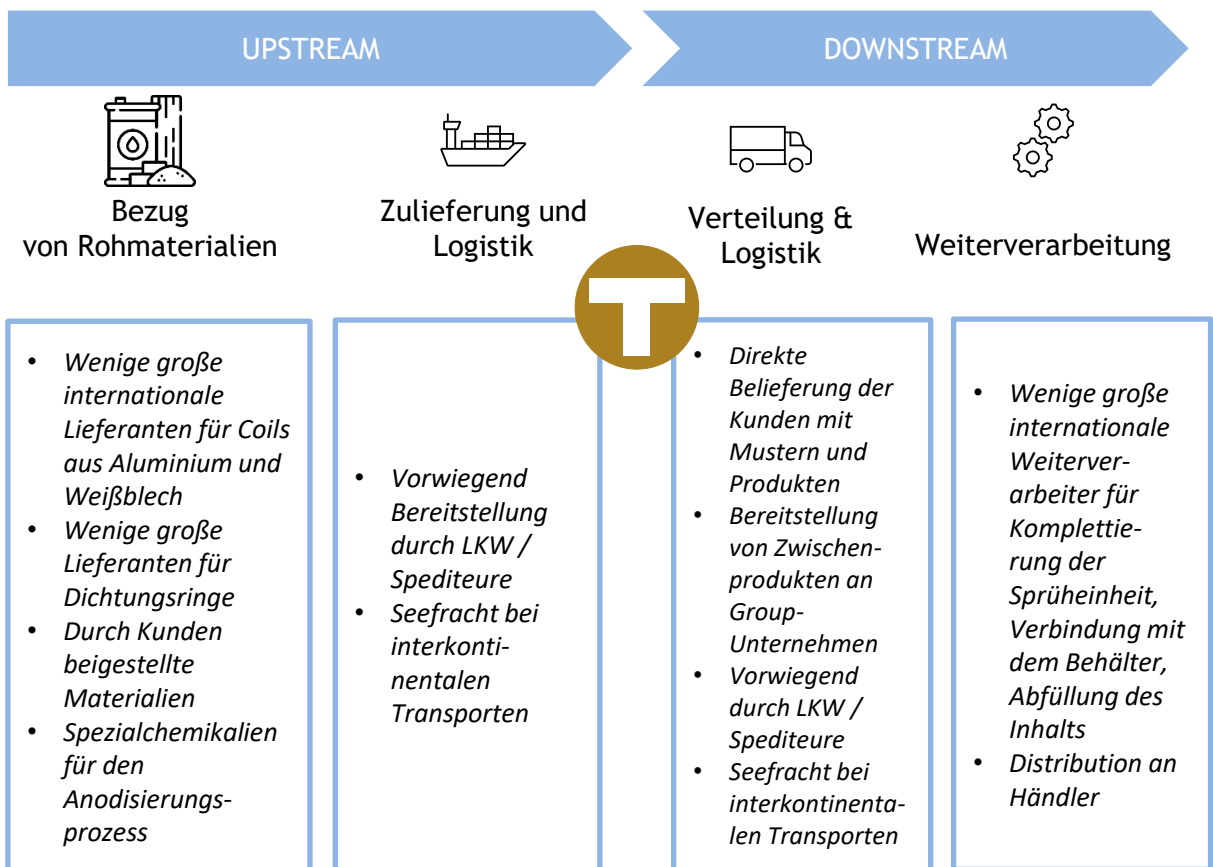 UPSTREAM
DOWNSTREAM
Bezug
von Rohmaterialien
Zulieferung und
Logistik
Verteilung &
Logistik
Weiterverarbeitung
T
• Wenige große
internationale
Lieferanten für Coils
aus Aluminium und
Weißblech
• Wenige große
Lieferanten für
Dichtungsringe
• Durch Kunden
beigestellte
Materialien
• Spezialchemikalien
für den
Anodisierungs-
prozess
• Vorwiegend
Bereitstellung
durch LKW /
Spediteure
• Seefracht bei
interkonti-
nentalen
Transporten
• Direkte
Belieferung der
Kunden mit
Mustern und
Produkten
• Bereitstellung
von Zwischen-
produkten an
Group-
Unternehmen
• Vorwiegend
durch LKW /
Spediteure
• Seefracht bei
interkontinenta-
len Transporten
• Wenige große
internationale
Weiterver-
arbeiter für
Komplettie-
rung der
Sprüheinheit,
Verbindung mit
dem Behälter,
Abfüllung des
Inhalts
• Distribution an
Händler